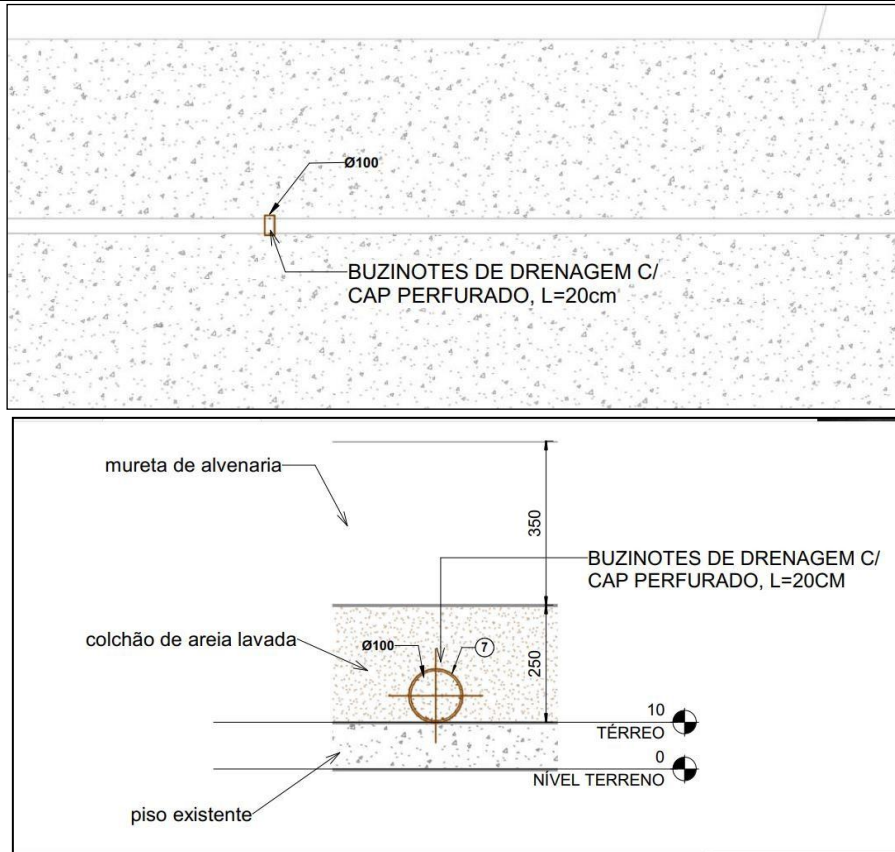 Ø100
BUZINOTES DE DRENAGEM C/
CAP PERFURADO, L=20cm
mureta de alvenaria
350
BUZINOTES DE DRENAGEM C/
CAP PERFURADO, L=20CM
colchão de areia lavada
Ø100
7
250
10
TÉRREO
0
NÍVEL TERRENO
piso existente